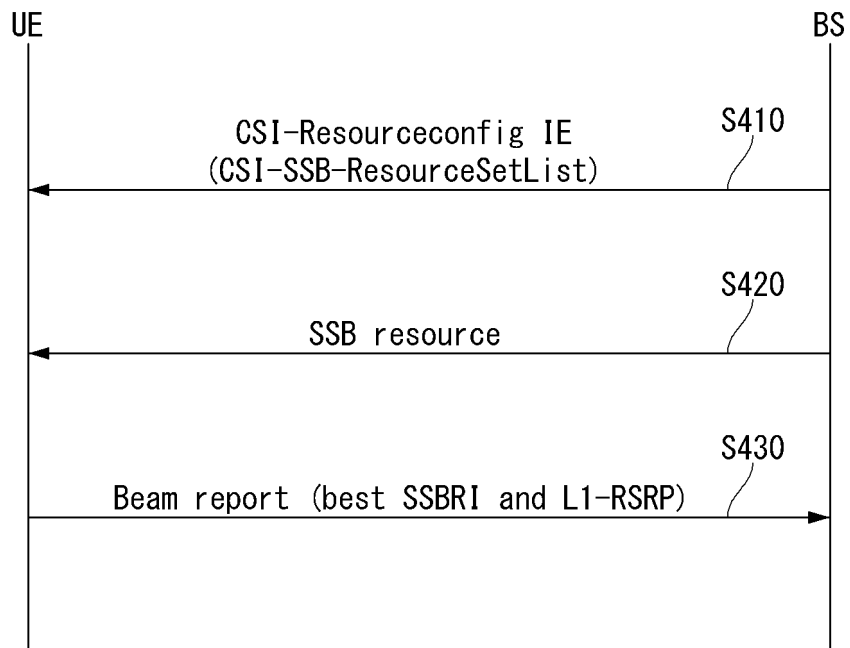 UE
BS
S410
CSI-Resourceconfig IE
(CSI-SSB-ResourceSetList)
S420
SSB resource
S430
Beam report (best SSBRI and L1-RSRP)